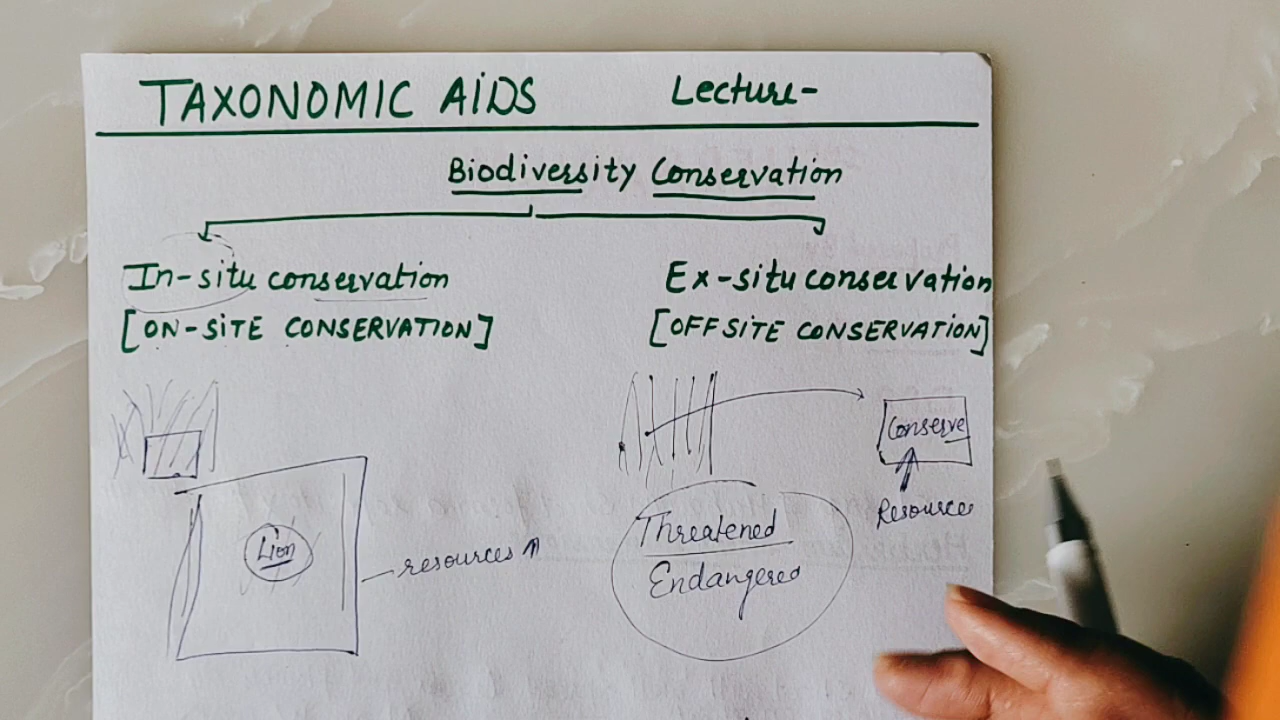 TAXONOMIC AIDS Lecture-
Biodiversity Conservation
In-situ conservation
[ON-SITE CONSERVATION]
Ex-situ conservation
[OFFSITE CONSERVATION]
Lion
resources
Conserve
Resources
Threatened
Endangered